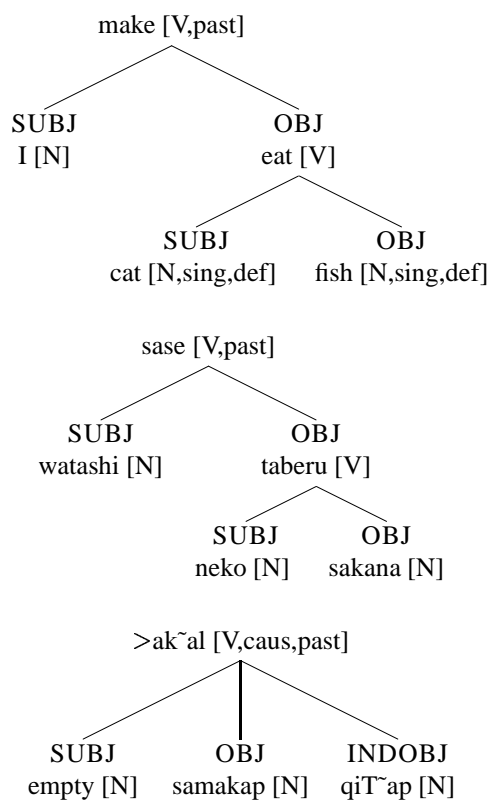 make [V,past]
SUBJ OBJ
I [N] eat [V]
SUBJ OBJ
cat [N,sing,def] fish [N,sing,def]
sase [V,past]
SUBJ OBJ
watashi [N] taberu [V]
SUBJ OBJ
neko [N] sakana [N]
>ak˜al [V,caus,past]
SUBJ OBJ INDOBJ
empty [N] samakap [N] qiT˜ap [N]